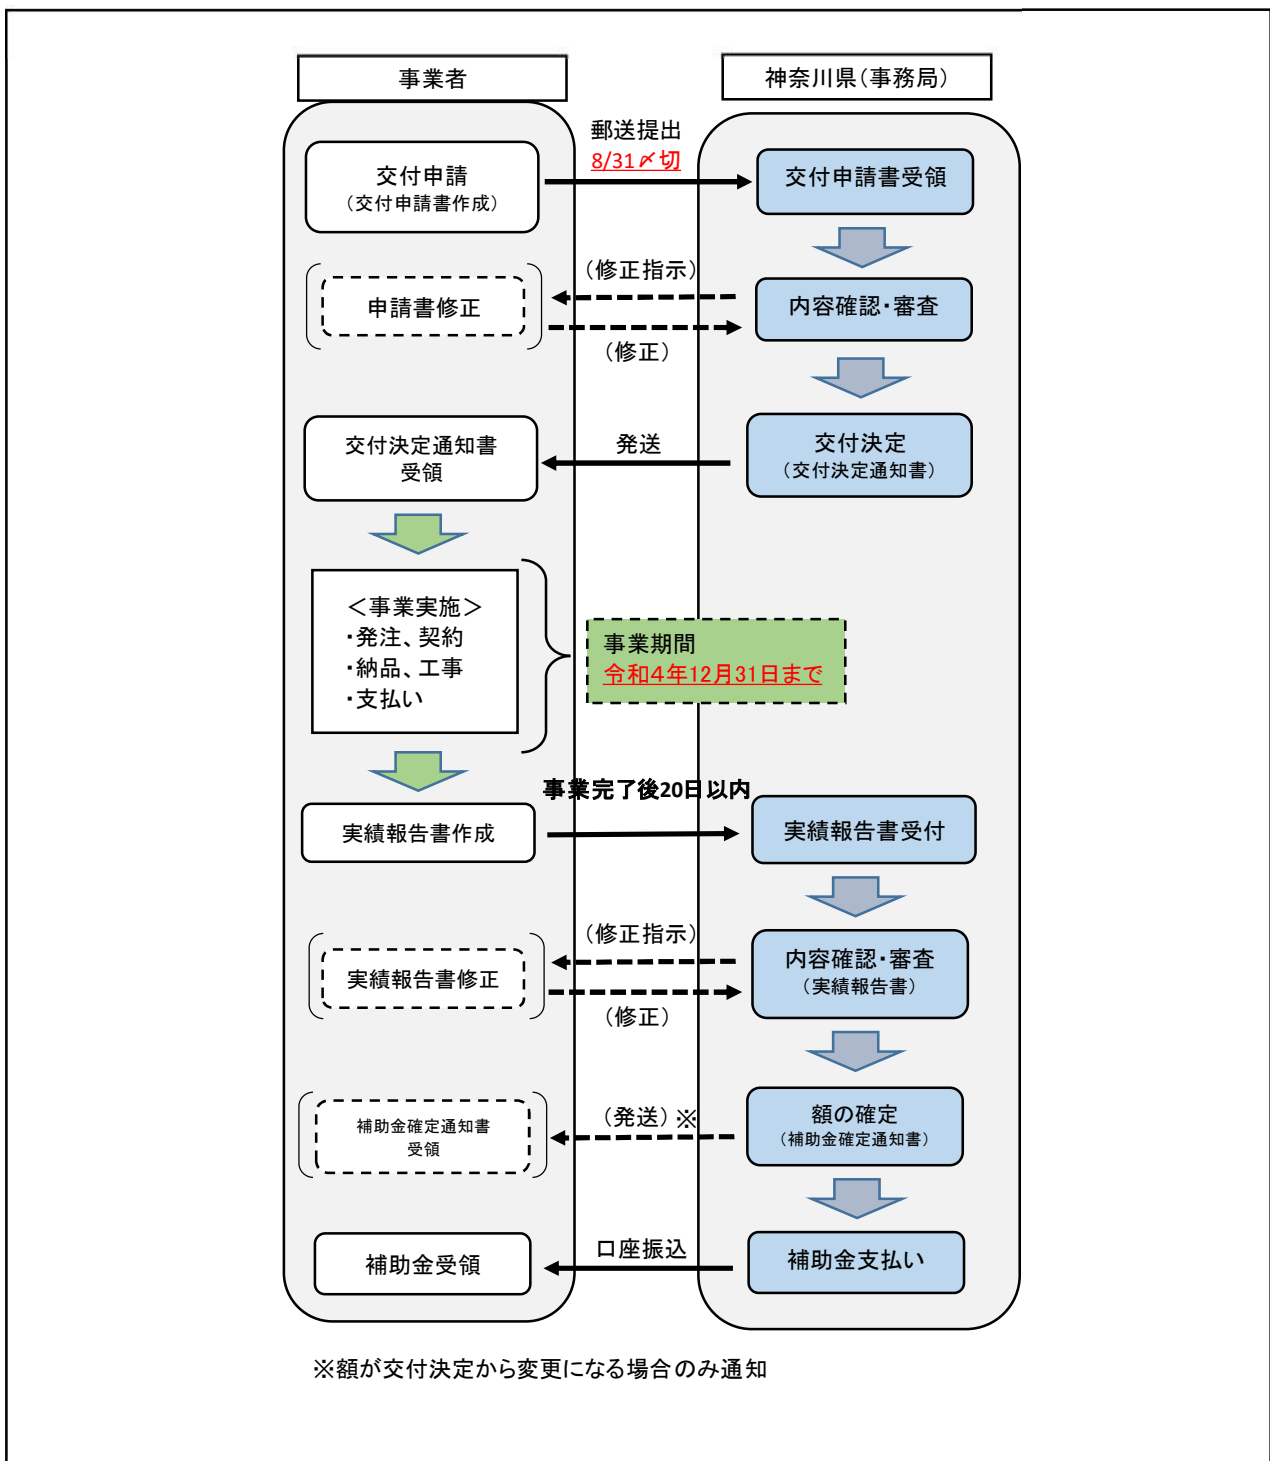 事業者
神奈川県（事務局）
郵送提出
8/31〆切
交付申請
（交付申請書作成）
交付申請書受領
（修正指示）
申請書修正
内容確認・審査
（修正）
交付決定通知書
受領
発送
交付決定
（交付決定通知書）
＜事業実施＞
・発注、契約
・納品、工事
・支払い
事業期間
令和4年12月31日まで
事業完了後20日以内
実績報告書作成
実績報告書受付
（修正指示）
実績報告書修正
内容確認・審査
（実績報告書）
（修正）
補助金確定通知書
受領
（発送）※
額の確定
（補助金確定通知書）
補助金受領
口座振込
補助金支払い
※額が交付決定から変更になる場合のみ通知